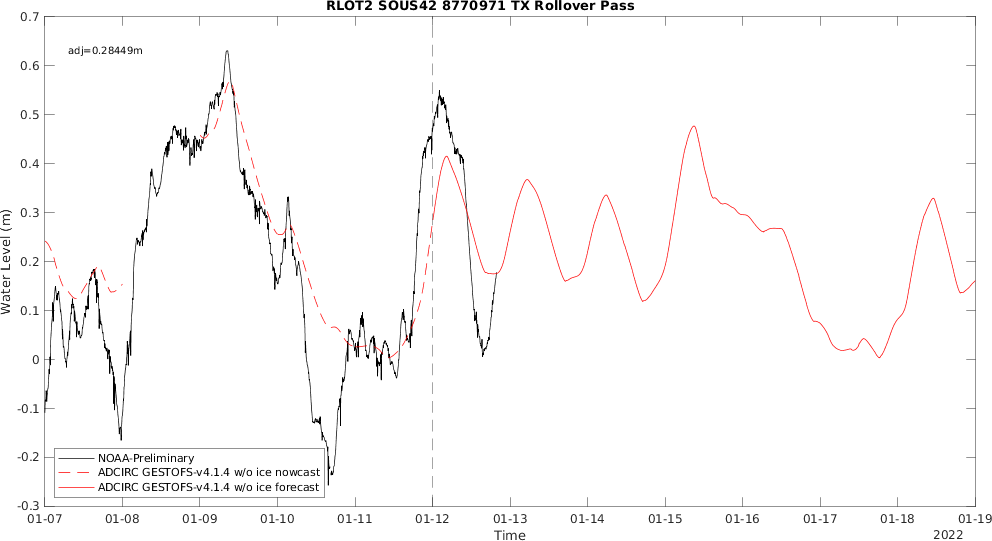 RLOT2 SOUS42 8770971 TX Rollover Pass
adj=0.28449m
0.7
0.6
0.5
0.4
0.3
0.2
0.1
0
-0.1
-0.2
-0.3
Water Level (m)
NOAA-Preliminary
ADCIRC GESTOFS-v4.1.4 w/o ice nowcast
ADCIRC GESTOFS-v4.1.4 w/o ice forecast
01-07 01-08 01-09 01-10 01-11 01-12 01-13 01-14 01-15 01-16 01-17 01-18 01-19
Time
2022